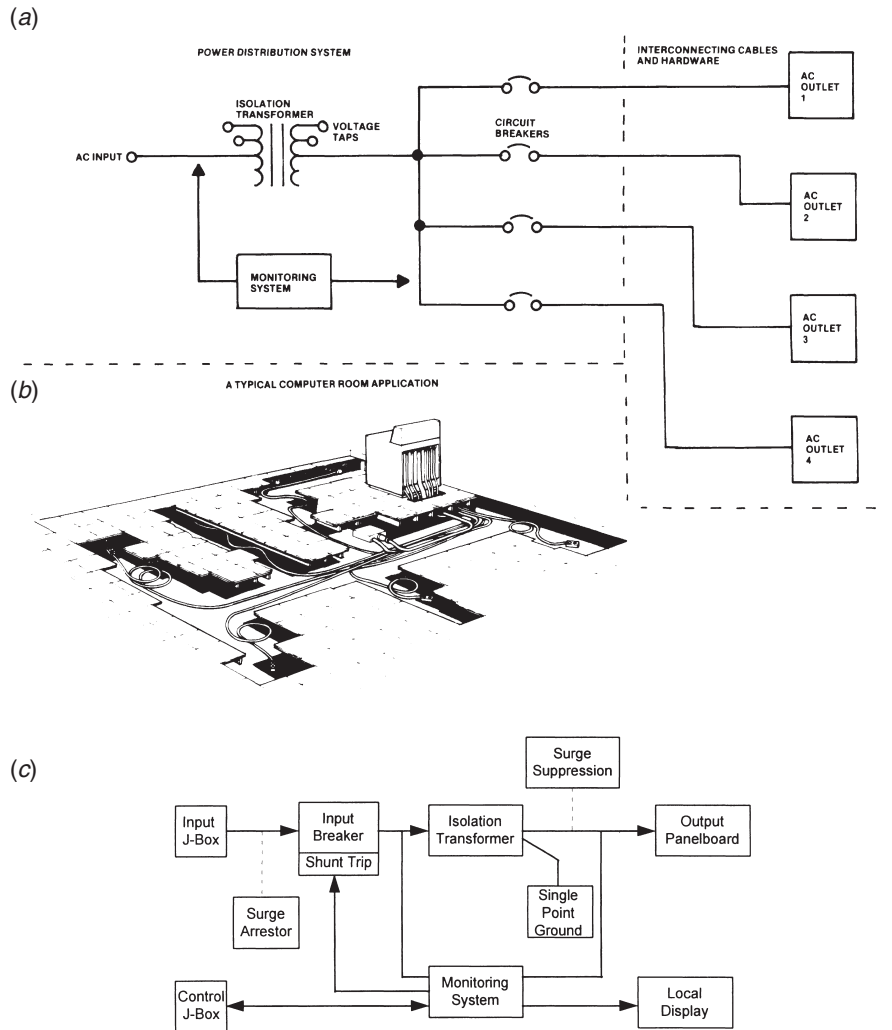 (a)
POWER DISTRIBUTION SYSTEM
INTERCONNECTING CABLES
AND HARDWARE
AC
OUTLET
1
ISOLATION
TRANSFORMER
VOLTAGE
TAPS
CIRCUIT
BREAKERS
AC INPUT
AC
OUTLET
2
MONITORING
SYSTEM
AC
OUTLET
3
(b)
A TYPICAL COMPUTER ROOM APPLICATION
AC
OUTLET
4
(c)
Surge
Suppression
Input
J-Box
Input
Breaker
Shunt Trip
Isolation
Transformer
Output
Panelboard
Surge
Arrestor
Single
Point
Ground
Control
J-Box
Monitoring
System
Local
Display